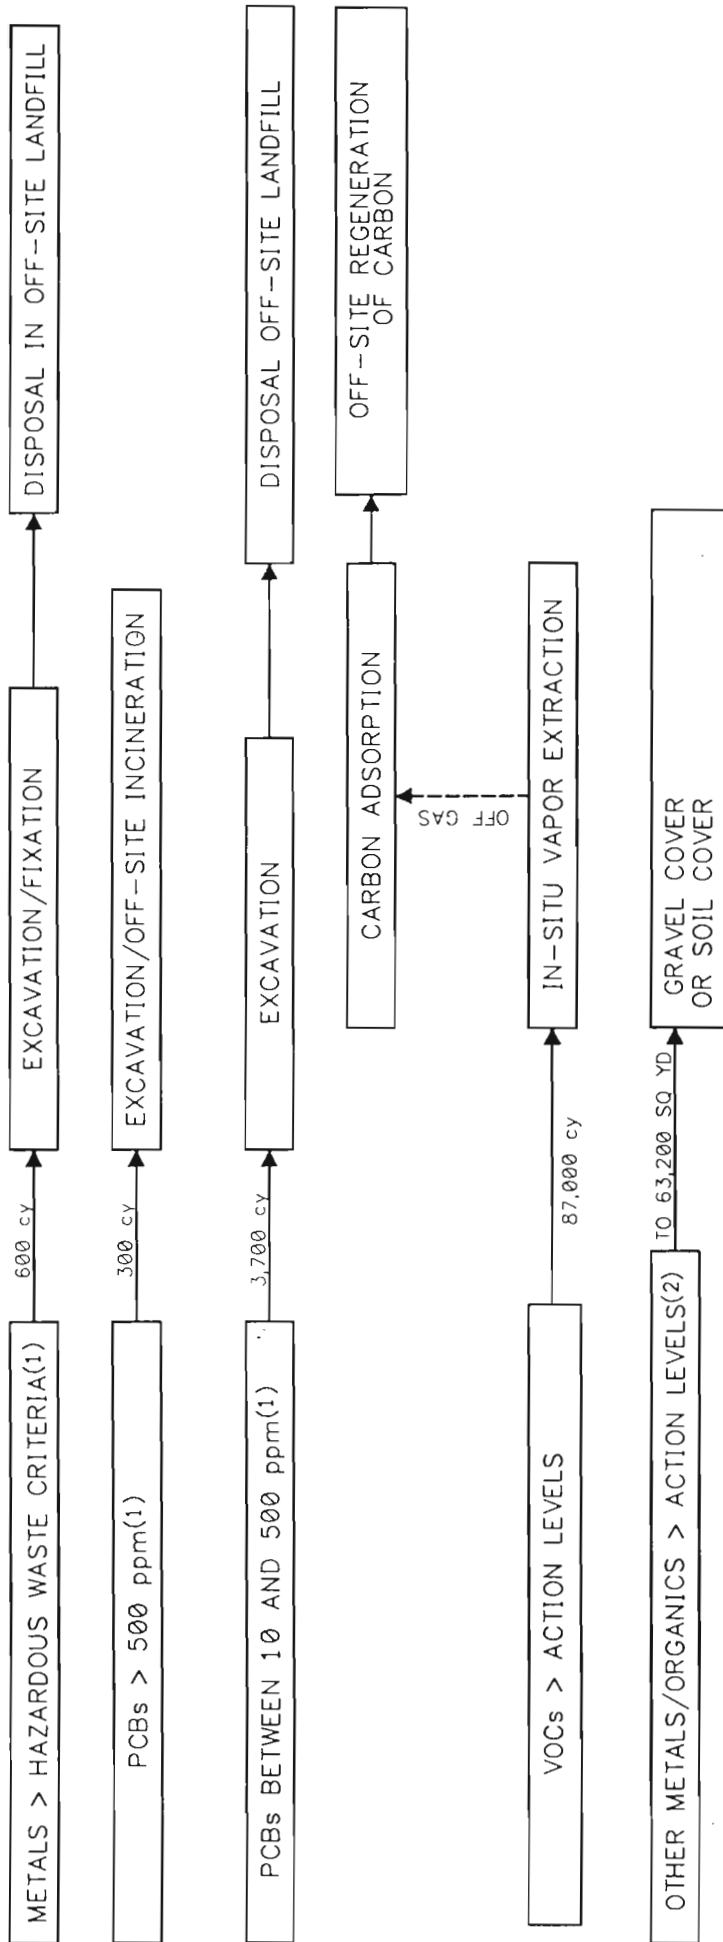 METALS > HAZARDOUS WASTE CRITERIA(1)
600 cy
EXCAVATION/FIXATION
DISPOSAL IN OFF-SITE LANDFILL
PCBs > 500 ppm(1)
300 cy
EXCAVATION/OFF-SITE INCINERATION
PCBs BETWEEN 10 AND 500 ppm(1)
3,700 cy
EXCAVATION
DISPOSAL OFF-SITE LANDFILL
CARBON ADSORPTION
OFF-SITE REGENERATION
OF CARBON
OFF GAS
VOCs > ACTION LEVELS
87,000 cy
IN-SITU VAPOR EXTRACTION
OTHER METALS/ORGANICS > ACTION LEVELS(2)
TO 63,200 SQ YD
GRAVEL COVER
OR SOIL COVER